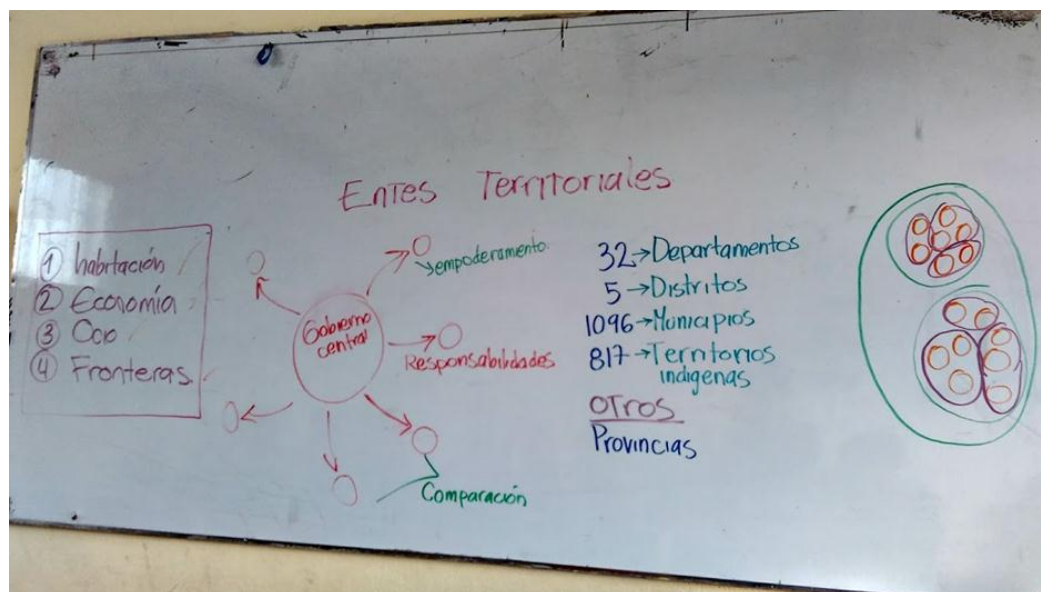 Entes Territoriales
① habitación
② Economía
③ Ocio
④ Fronteras
Gobierno
central
empoderamento
Responsabilidades
Comparación
32→Departamentos
5→Distritos
1096→Municipios
817→Territorios
indigenas
OTROS
Provincias